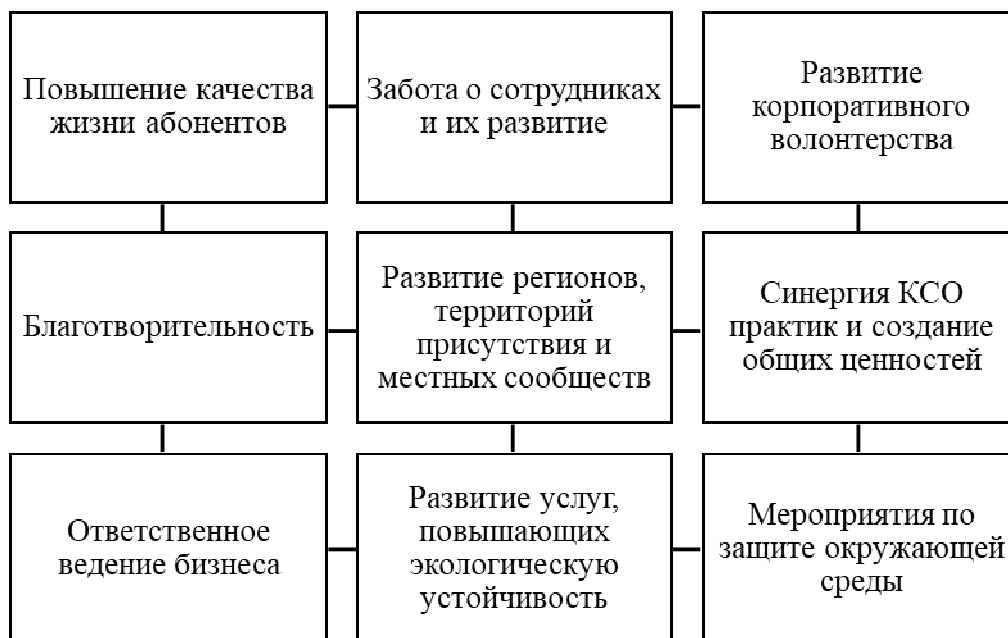 Повышение качества
жизни абонентов
Забота о сотрудниках
и их развитие
Развитие
корпоративного
волонтерства
Благотворительность
Развитие регионов,
территорий
присутствия и
местных сообществ
Синергия КСО
практик и создание
общих ценностей
Ответственное
ведение бизнеса
Развитие услуг,
повышающих
экологическую
устойчивость
Мероприятия по
защите окружающей
среды